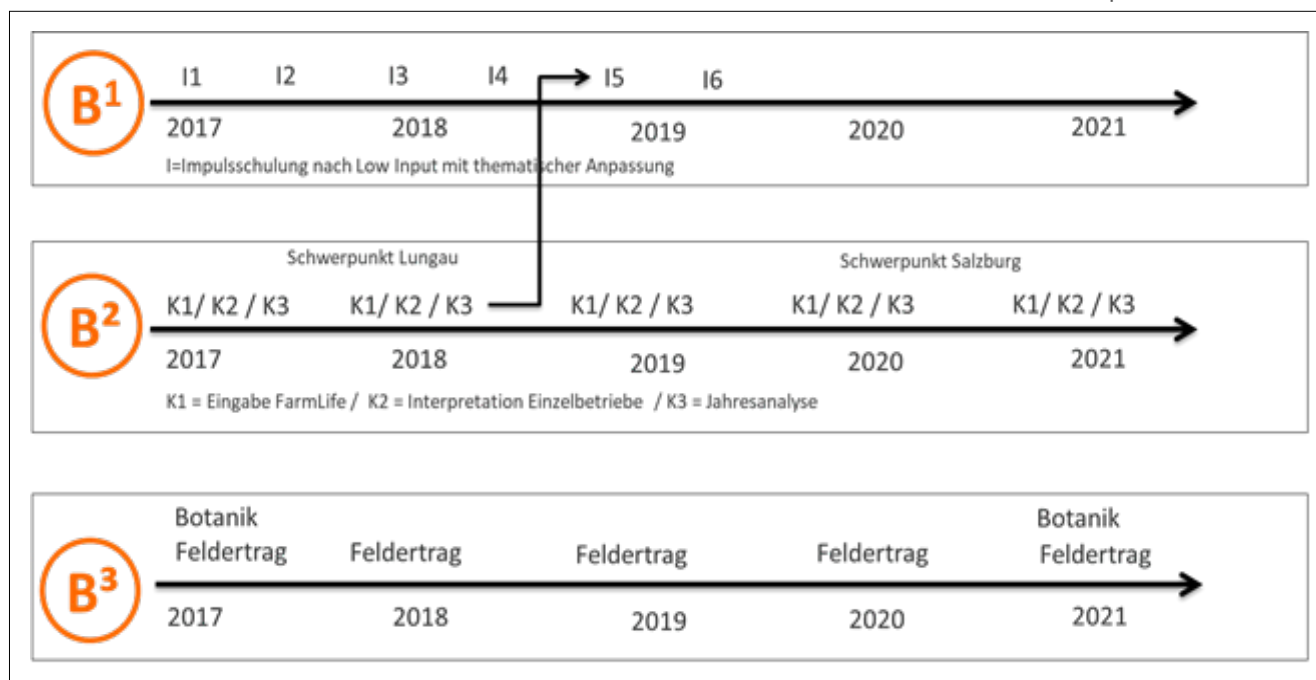 B¹
I1 I2 I3 I4 I5 I6
2017 2018 2019 2020 2021
I=Impulsschulung nach Low Input mit thematischer Anpassung
B²
Schwerpunkt Lungau Schwerpunkt Salzburg
K1/ K2 / K3 K1/ K2 / K3 K1/ K2 / K3 K1/ K2 / K3 K1/ K2 / K3
2017 2018 2019 2020 2021
K1 = Eingabe FarmLife / K2 = Interpretation Einzelbetriebe / K3 = Jahresanalyse
B³
Botanik Botanik
Feldertrag Feldertrag Feldertrag Feldertrag Feldertrag
2017 2018 2019 2020 2021